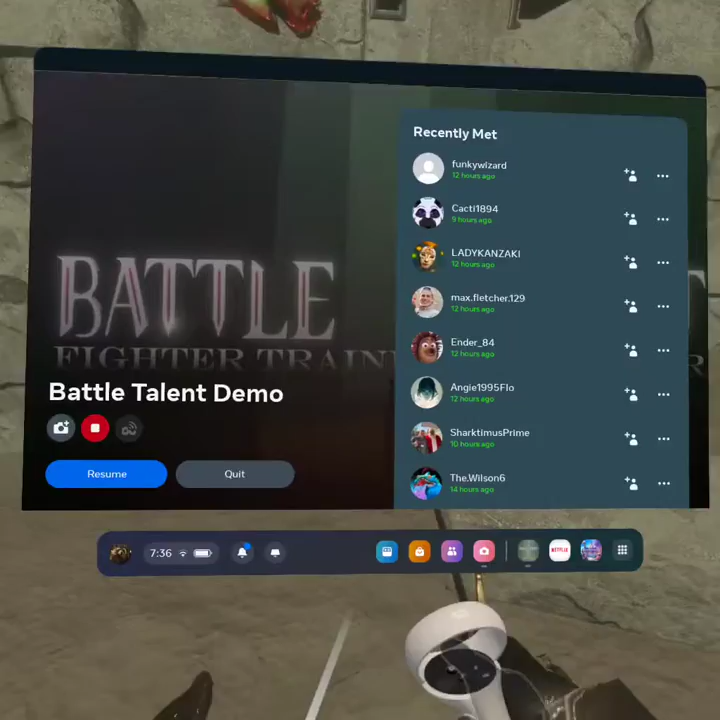 Recently Met
funkywizard
12 hours ago
Cacti1894
9 hours ago
LADYKANZAKI
12 hours ago
max.fletcher.129
12 hours ago
Ender_84
12 hours ago
Angie1995Flo
12 hours ago
SharktimusPrime
10 hours ago
The.Wilson6
14 hours ago
BATTLE
FIGHTER TRAIN
Battle Talent Demo
Resume
Quit
7:36
NETFLIX